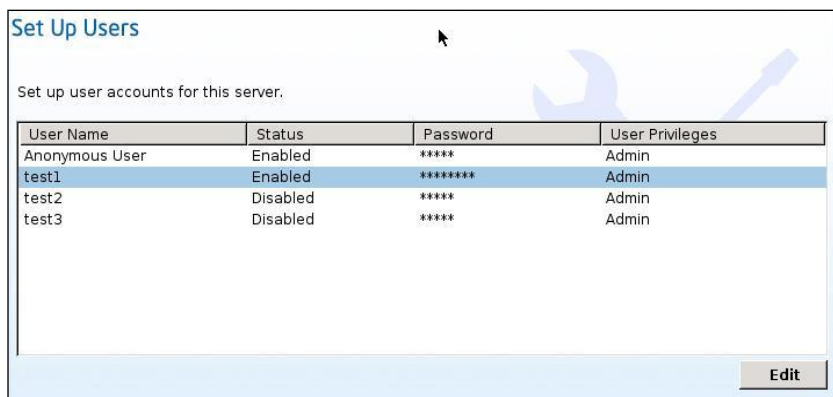 Set Up Users
Set up user accounts for this server.
User Name Status Password User Privileges
Anonymous User Enabled ***** Admin
test1 Enabled ******** Admin
test2 Disabled ***** Admin
test3 Disabled ***** Admin
Edit